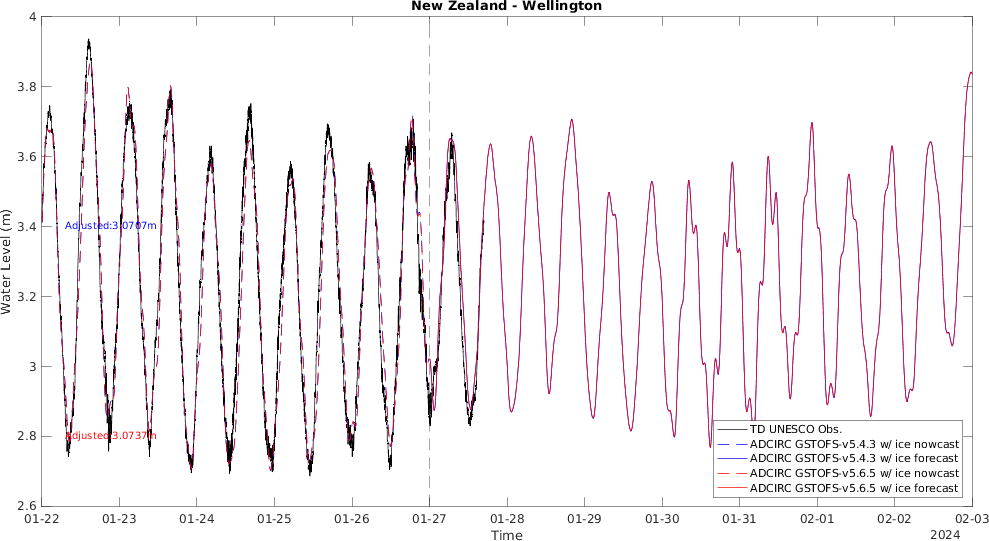 New Zealand - Wellington
4
3.8
3.6
3.4
3.2
3
2.8
2.6
Water Level (m)
Adjusted:3.0707m
Adjusted:3.0737m
TD UNESCO Obs.
ADCIRC GSTOFS-v5.4.3 w/ ice nowcast
ADCIRC GSTOFS-v5.4.3 w/ ice forecast
ADCIRC GSTOFS-v5.6.5 w/ ice nowcast
ADCIRC GSTOFS-v5.6.5 w/ ice forecast
01-22 01-23 01-24 01-25 01-26 01-27 01-28 01-29 01-30 01-31 02-01 02-02 02-03
Time
2024